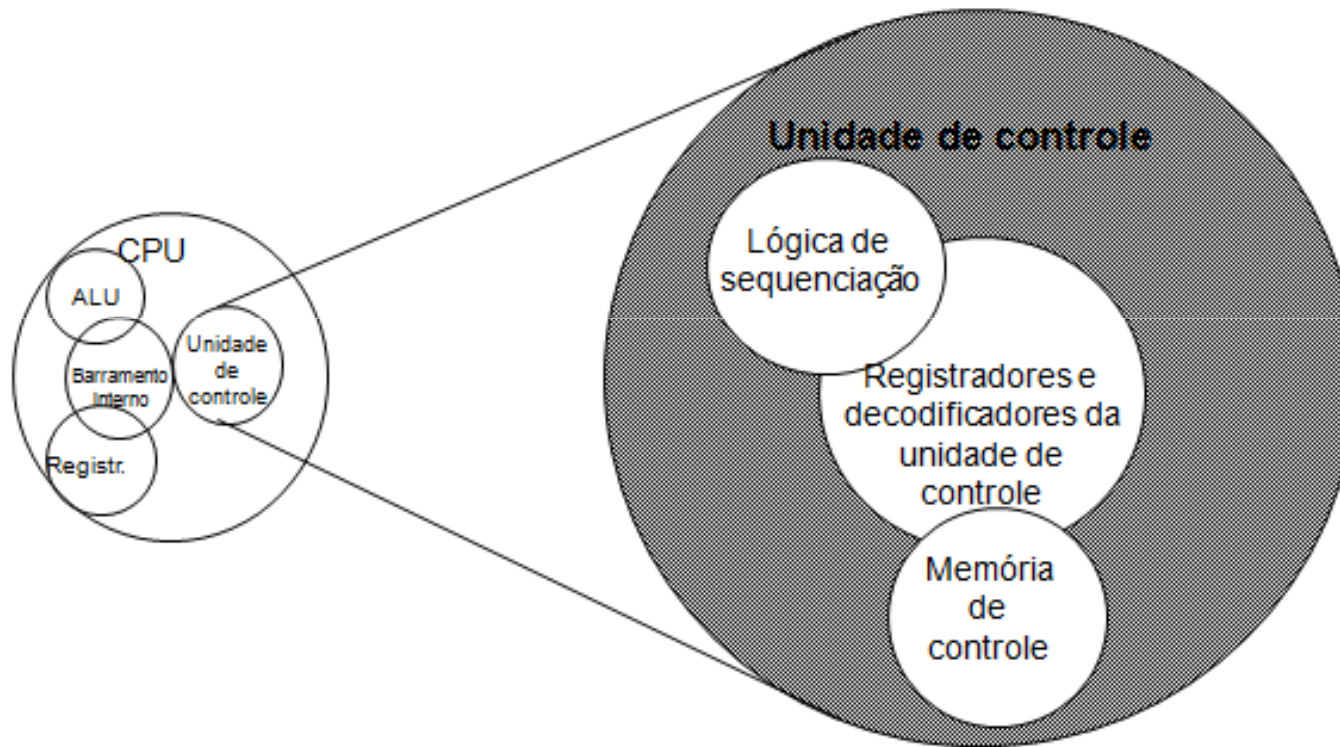 CPU
ALU
Barramento
Interno
Registr.
Unidade
de
controle
Unidade de controle
Lógica de
sequenciação
Registradores e
decodificadores da
unidade de
controle
Memória
de
controle